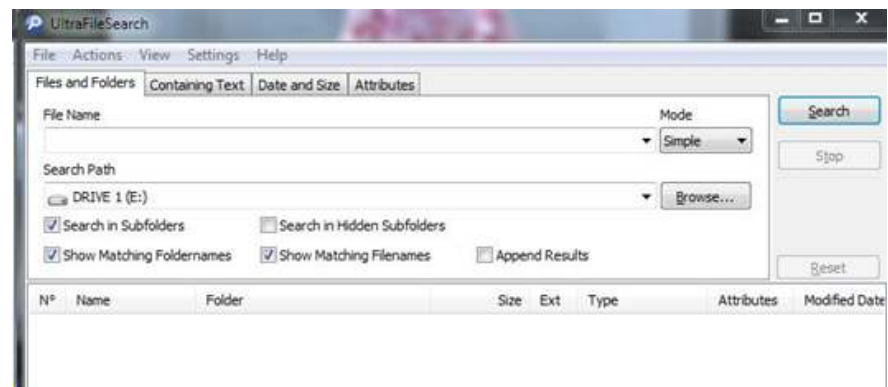 UltraFileSearch
File Actions View Settings Help
Files and Folders Containing Text Date and Size Attributes
File Name Mode Search
Simple
Stop
Search Path
DRIVE 1 (E:) Browse...
Search in Subfolders Search in Hidden Subfolders
Show Matching Foldernames Show Matching Filenames Append Results
Reset
Nº Name Folder Size Ext Type Attributes Modified Date